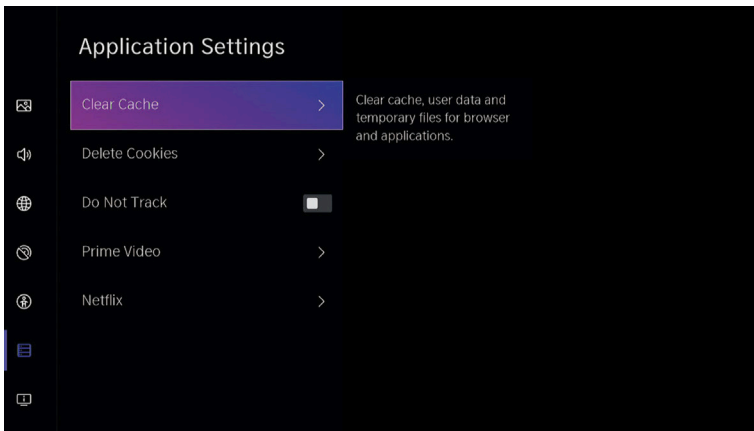 Application Settings
Clear Cache
Clear cache, user data and
temporary files for browser
and applications.
Delete Cookies
Do Not Track
Prime Video
Netflix